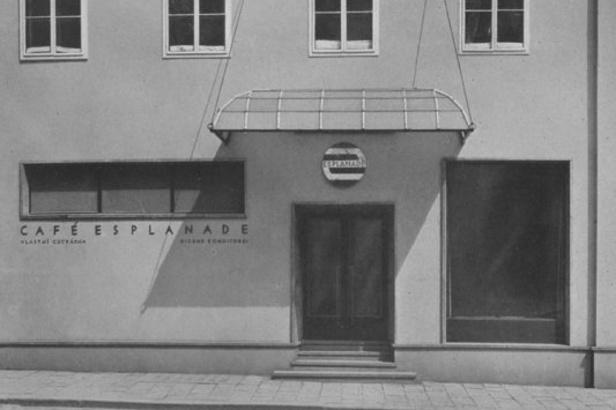 ESPLANADE
CAFÉ ESPLANADE
VLASTNÍ CUKRÁRNA EIGENE KONDITOREI